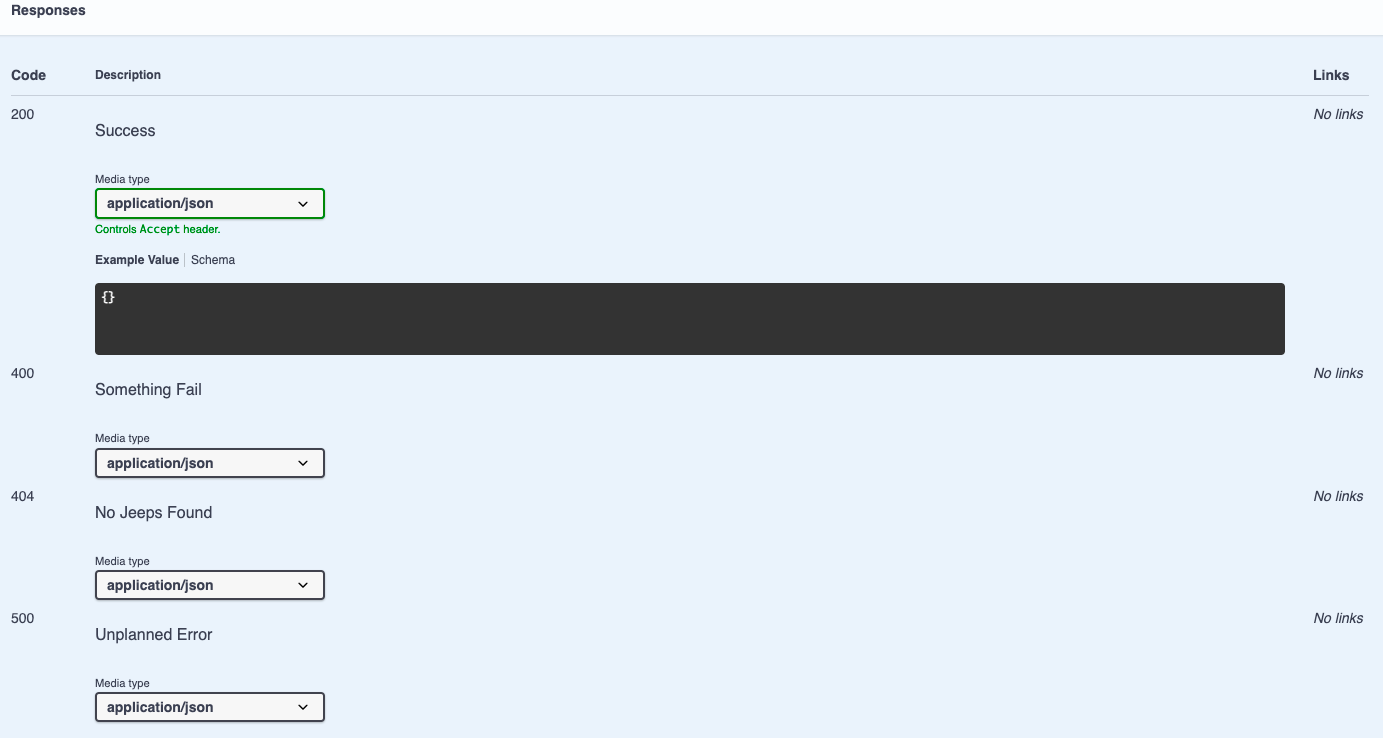 Responses
Code Description Links
200 No links
Success
Media type
application/json
Controls Accept header.
Example Value Schema
{}
400 No links
Something Fail
Media type
application/json
404 No links
No Jeeps Found
Media type
application/json
500 No links
Unplanned Error
Media type
application/json